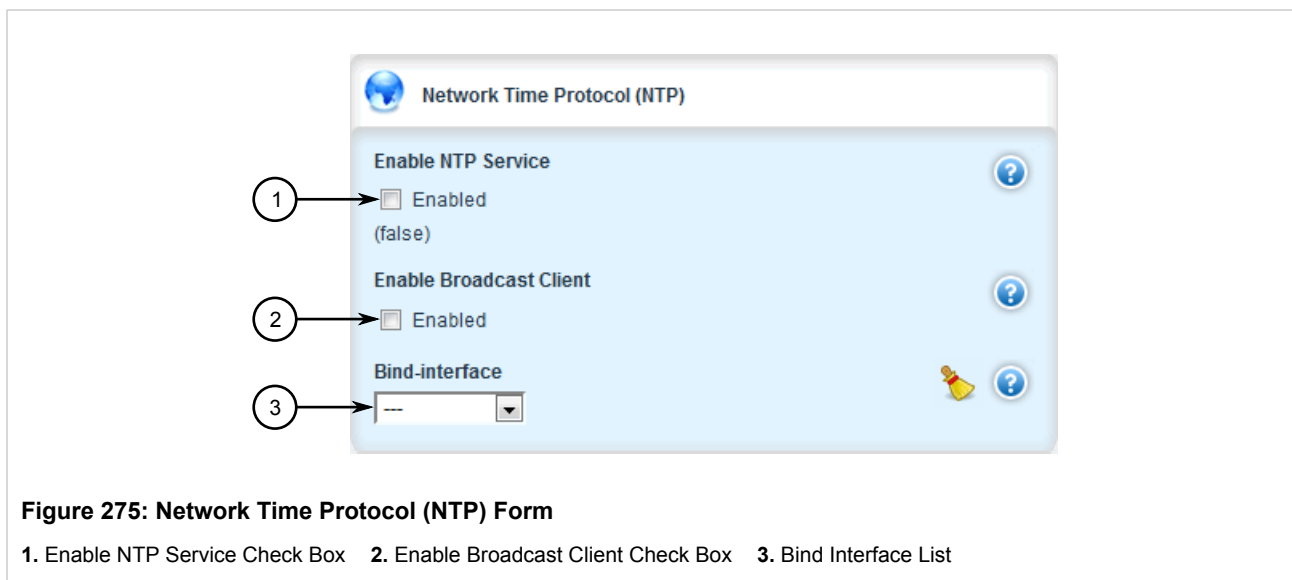 Network Time Protocol (NTP)
Enable NTP Service
1
Enabled
(false)
Enable Broadcast Client
2
Enabled
Bind-interface
3
---
Figure 275: Network Time Protocol (NTP) Form
1. Enable NTP Service Check Box 2. Enable Broadcast Client Check Box 3. Bind Interface List